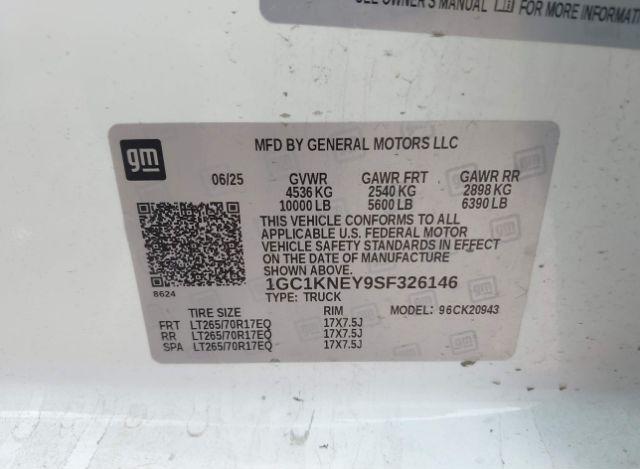 SEE OWNER'S MANUAL FOR MORE INFORMATI
gm
MFD BY GENERAL MOTORS LLC
06/25 GVWR GAWR FRT GAWR RR
4536 KG 2540 KG 2898 KG
10000 LB 5600 LB 6390 LB
THIS VEHICLE CONFORMS TO ALL
APPLICABLE U.S. FEDERAL MOTOR
VEHICLE SAFETY STANDARDS IN EFFECT
ON THE DATE OF MANUFACTURE
SHOWN ABOVE.
8624
1GC1KNEY9SF326146
TYPE: TRUCK MODEL: 96CK20943
TIRE SIZE RIM
FRT LT265/70R17EQ 17X7.5J
RR LT265/70R17EQ 17X7.5J
SPA LT265/70R17EQ 17X7.5J